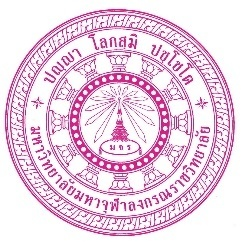 ปญฺญา โลกสฺมิ ปชฺโชโต
มจร
มหาวิทยาลัยมหาจุฬาลงกรณราชวิทยาลัย